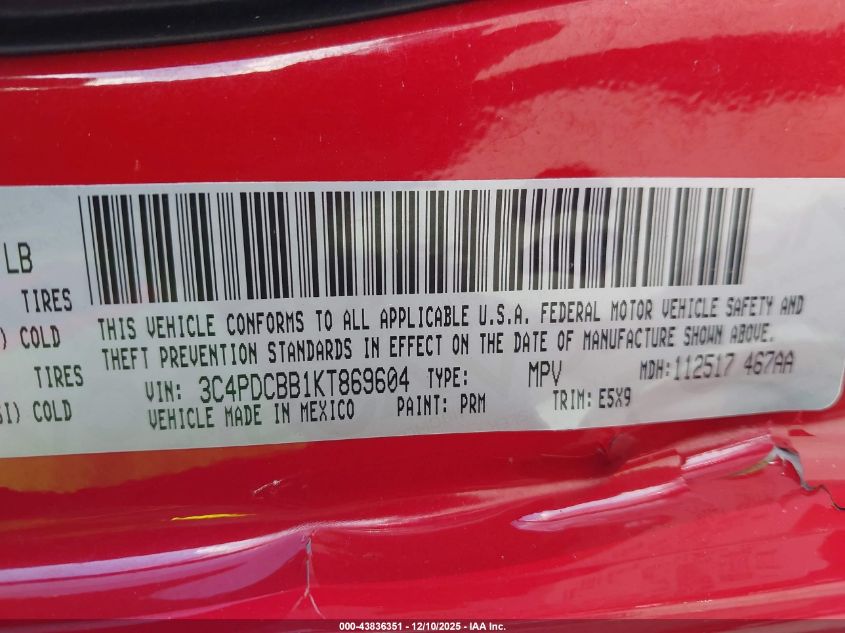 LB
TIRES
) COLD
THIS VEHICLE CONFORMS TO ALL APPLICABLE U.S.A. FEDERAL MOTOR VEHICLE SAFETY AND
THEFT PREVENTION STANDARDS IN EFFECT ON THE DATE OF MANUFACTURE SHOWN ABOVE.
TIRES
VIN: 3C4PDCBB1KT869604 TYPE: MPV MDH:112517 467AA
SI) COLD
VEHICLE MADE IN MEXICO PAINT: PRM TRIM: E5X9
000-43836351 — 12/10/2025 — IAA Inc.